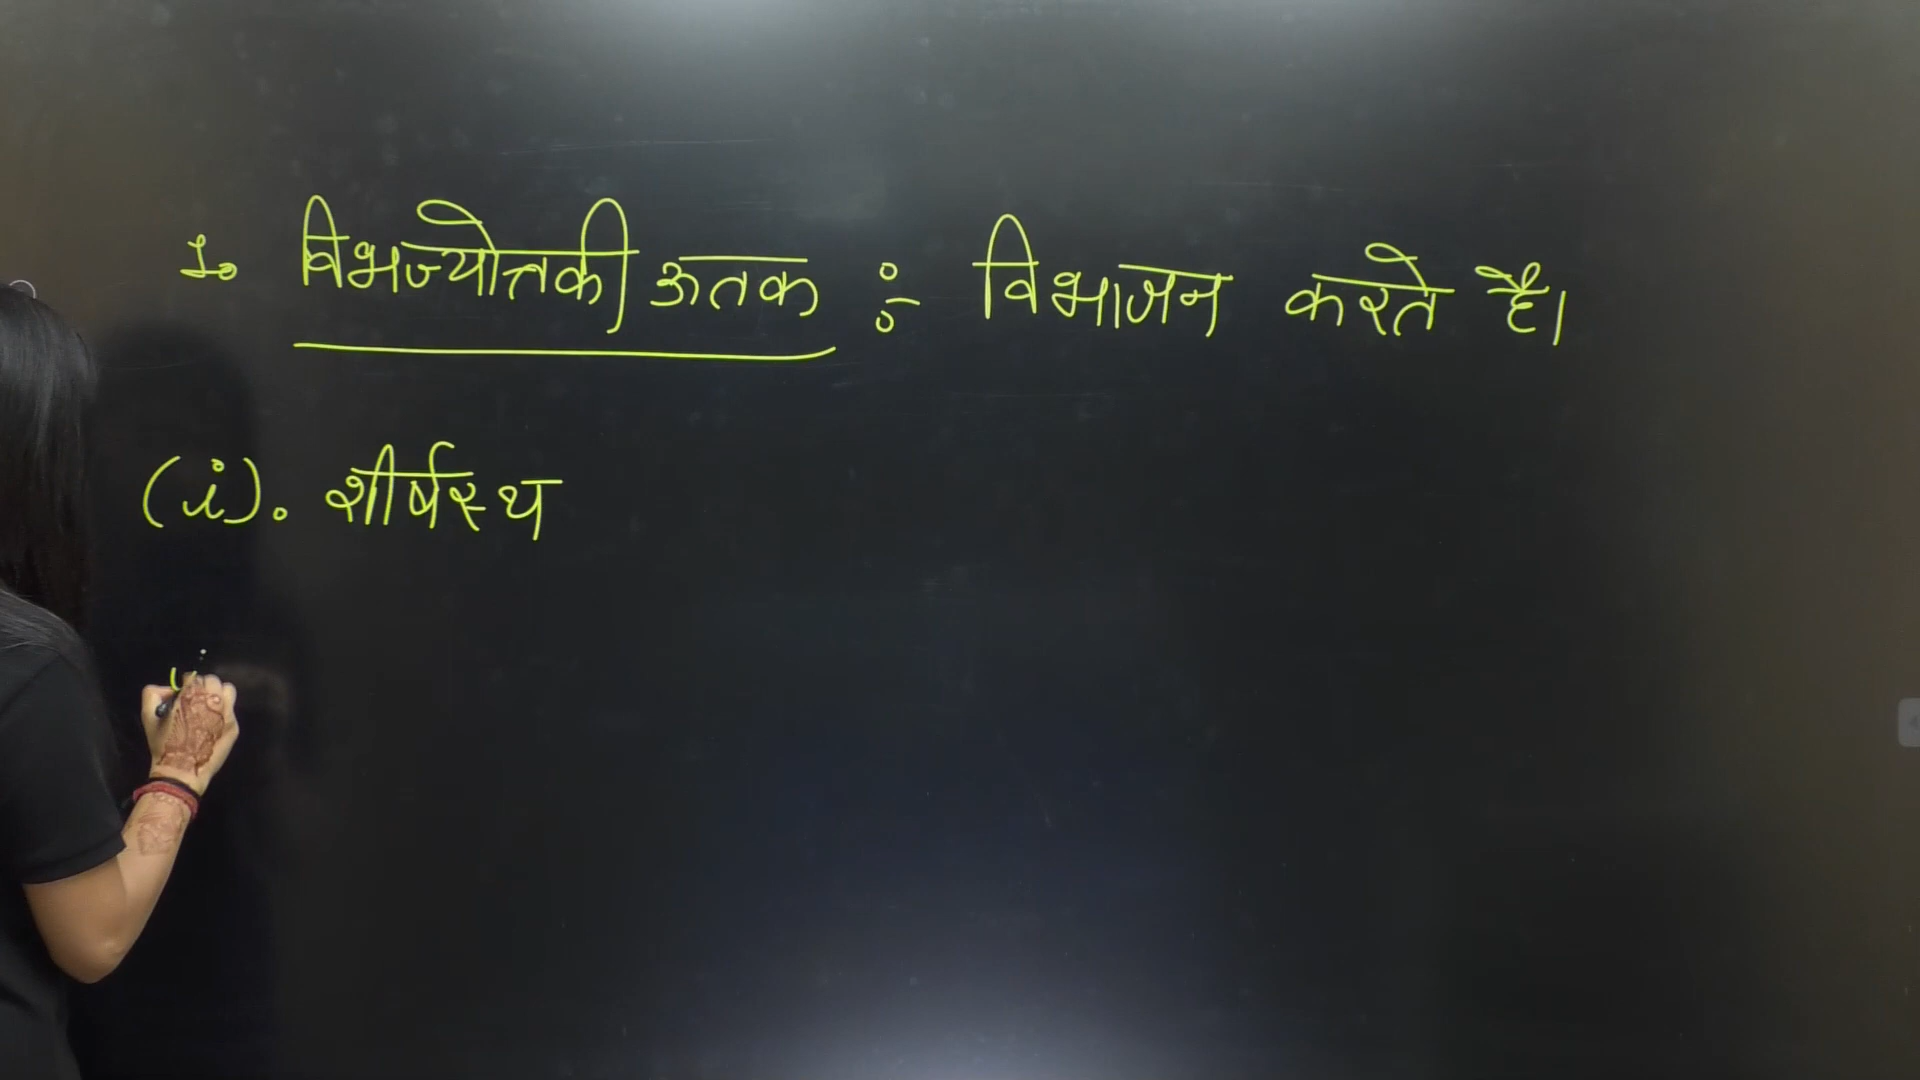 1. विभज्योत्तकी ऊतक :- विभाजन करते है।
(i). शीर्षस्थ